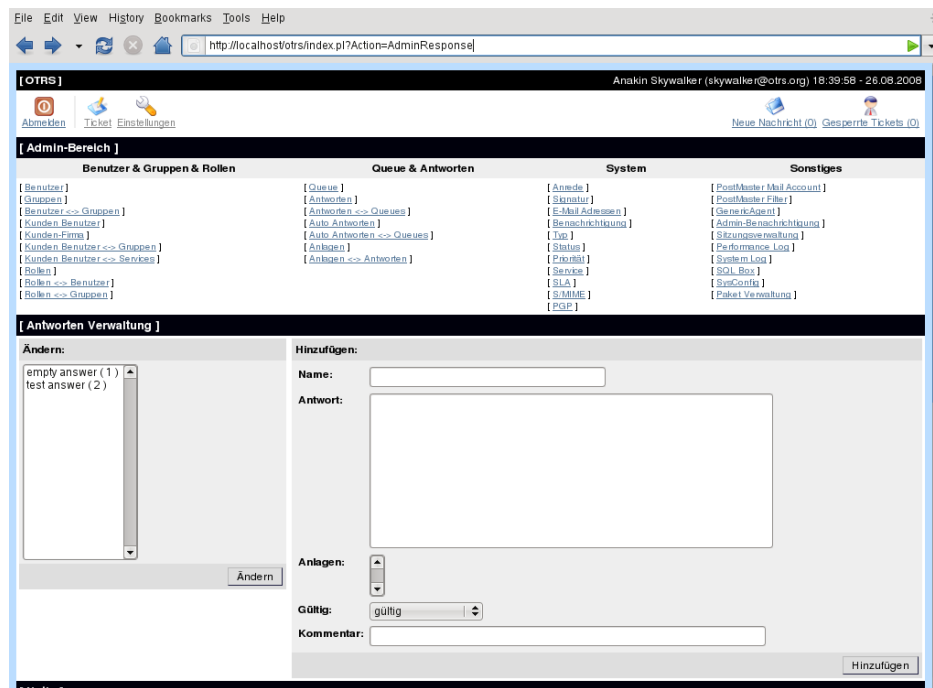 File Edit View History Bookmarks Tools Help
http://localhost/otrs/index.pl?Action=AdminResponse
[ OTRS ] Anakin Skywalker (skywalker@otrs.org) 18:39:58 - 26.08.2008
Abmelden Ticket Einstellungen Neue Nachricht (0) Gesperrte Tickets (0)
[ Admin-Bereich ]
Benutzer & Gruppen & Rollen Queue & Antworten System Sonstiges
[ Benutzer ] [ Queue ] [ Anrede ] [ PostMaster Mail Account ]
[ Gruppen ] [ Antworten ] [ Signatur ] [ PostMaster Filter ]
[ Benutzer <-> Gruppen ] [ Antworten <-> Queues ] [ E-Mail Adressen ] [ GenericAgent ]
[ Kunden Benutzer ] [ Auto Antworten ] [ Benachrichtigung ] [ Admin-Benachrichtigung ]
[ Kunden-Firma ] [ Auto Antworten <-> Queues ] [ Typ ] [ Sitzungsverwaltung ]
[ Kunden Benutzer <-> Gruppen ] [ Anlagen ] [ Status ] [ Performance Log ]
[ Kunden Benutzer <-> Services ] [ Anlagen <-> Antworten ] [ Priorität ] [ System Log ]
[ Rollen ] [ Service ] [ SQL Box ]
[ Rollen <-> Benutzer ] [ SLA ] [ SysConfig ]
[ Rollen <-> Gruppen ] [ S/MIME ] [ Paket Verwaltung ]
[ PGP ]
[ Antworten Verwaltung ]
Ändern: Hinzufügen:
empty answer ( 1 ) Name:
test answer ( 2 )
Antwort:
Anlagen:
Ändern
Gültig: gültig
Kommentar:
Hinzufügen